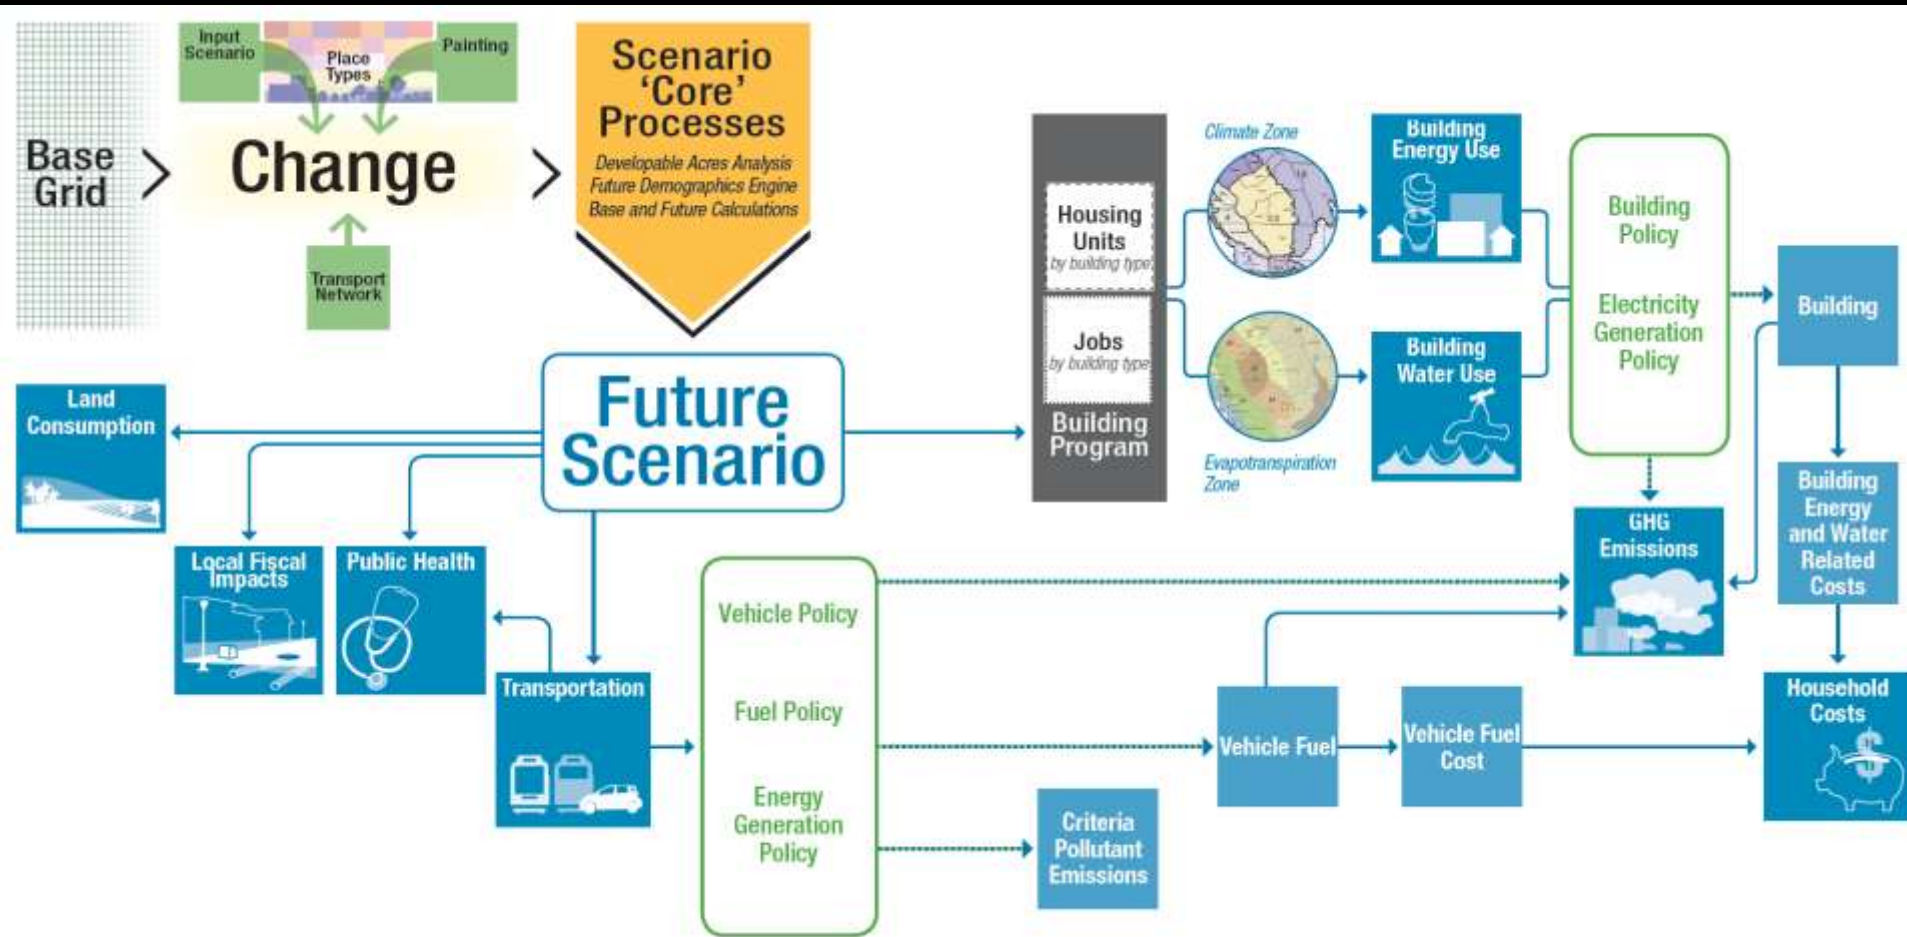 Base
Grid
Input
Scenario
Place
Types
Painting
Change
Transport
Network
Scenario
‘Core’
Processes
Developable Acres Analysis
Future Demographics Engine
Base and Future Calculations
Future
Scenario
Land
Consumption
Local Fiscal
Impacts
Public Health
Transportation
Vehicle Policy
Fuel Policy
Energy
Generation
Policy
Housing
Units
by building type
Jobs
by building type
Building
Program
Climate Zone
Evapotranspiration
Zone
Building
Energy Use
Building
Water Use
Building
Policy
Electricity
Generation
Policy
Building
Building
Energy
and Water
Related
Costs
GHG
Emissions
Household
Costs
$
Vehicle Fuel
Vehicle Fuel
Cost
Criteria
Pollutant
Emissions